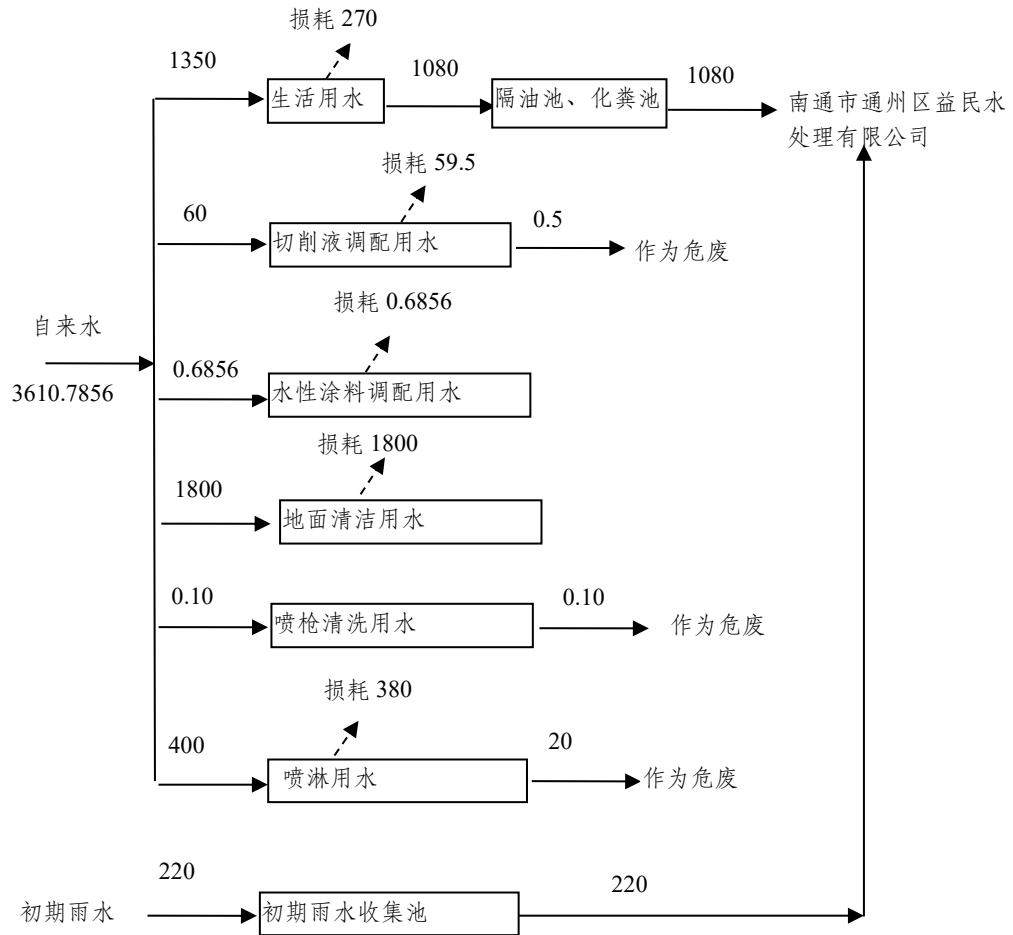 损耗 270
1350
1080
1080
生活用水
隔油池、化粪池
南通市通州区益民水
处理有限公司
损耗 59.5
60
0.5
切削液调配用水
作为危废
损耗 0.6856
自来水
0.6856
3610.7856
水性涂料调配用水
损耗 1800
1800
地面清洁用水
0.10
0.10
喷枪清洗用水
作为危废
损耗 380
400
20
喷淋用水
作为危废
220
220
初期雨水
初期雨水收集池